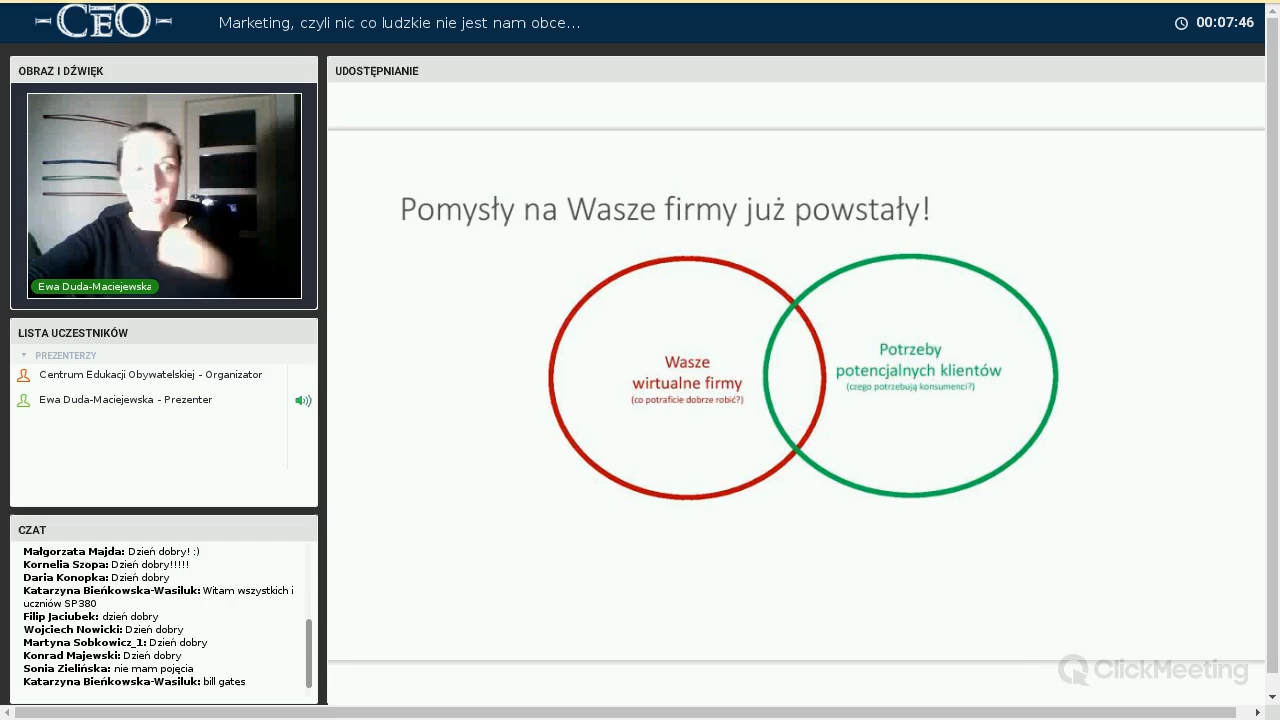 CEO
Marketing, czyli nic co ludzkie nie jest nam obce...
00:07:46
OBRAZ I DŹWIĘK
Ewa Duda-Maciejewska
LISTA UCZESTNIKÓW
PREZENTERZY
Centrum Edukacji Obywatelskiej - Organizator
Ewa Duda-Maciejewska - Prezenter
CZAT
Małgorzata Majda: Dzień dobry! :)
Kornelia Szopa: Dzień dobry!!!!!
Daria Konopka: Dzień dobry
Katarzyna Bieńkowska-Wasiluk: Witam wszystkich i
uczniów SP380
Filip Jaciubek: dzień dobry
Wojciech Nowicki: Dzień dobry
Martyna Sobkowicz_1: Dzień dobry
Konrad Majewski: Dzień dobry
Sonia Zielińska: nie mam pojęcia
Katarzyna Bieńkowska-Wasiluk: bill gates
UDOSTĘPNIANIE
Pomysły na Wasze firmy już powstały!
Wasze
wirtualne firmy
(co potraficie dobrze robić?)
Potrzeby
potencjalnych klientów
(czego potrzebują konsumenci?)
ClickMeeting